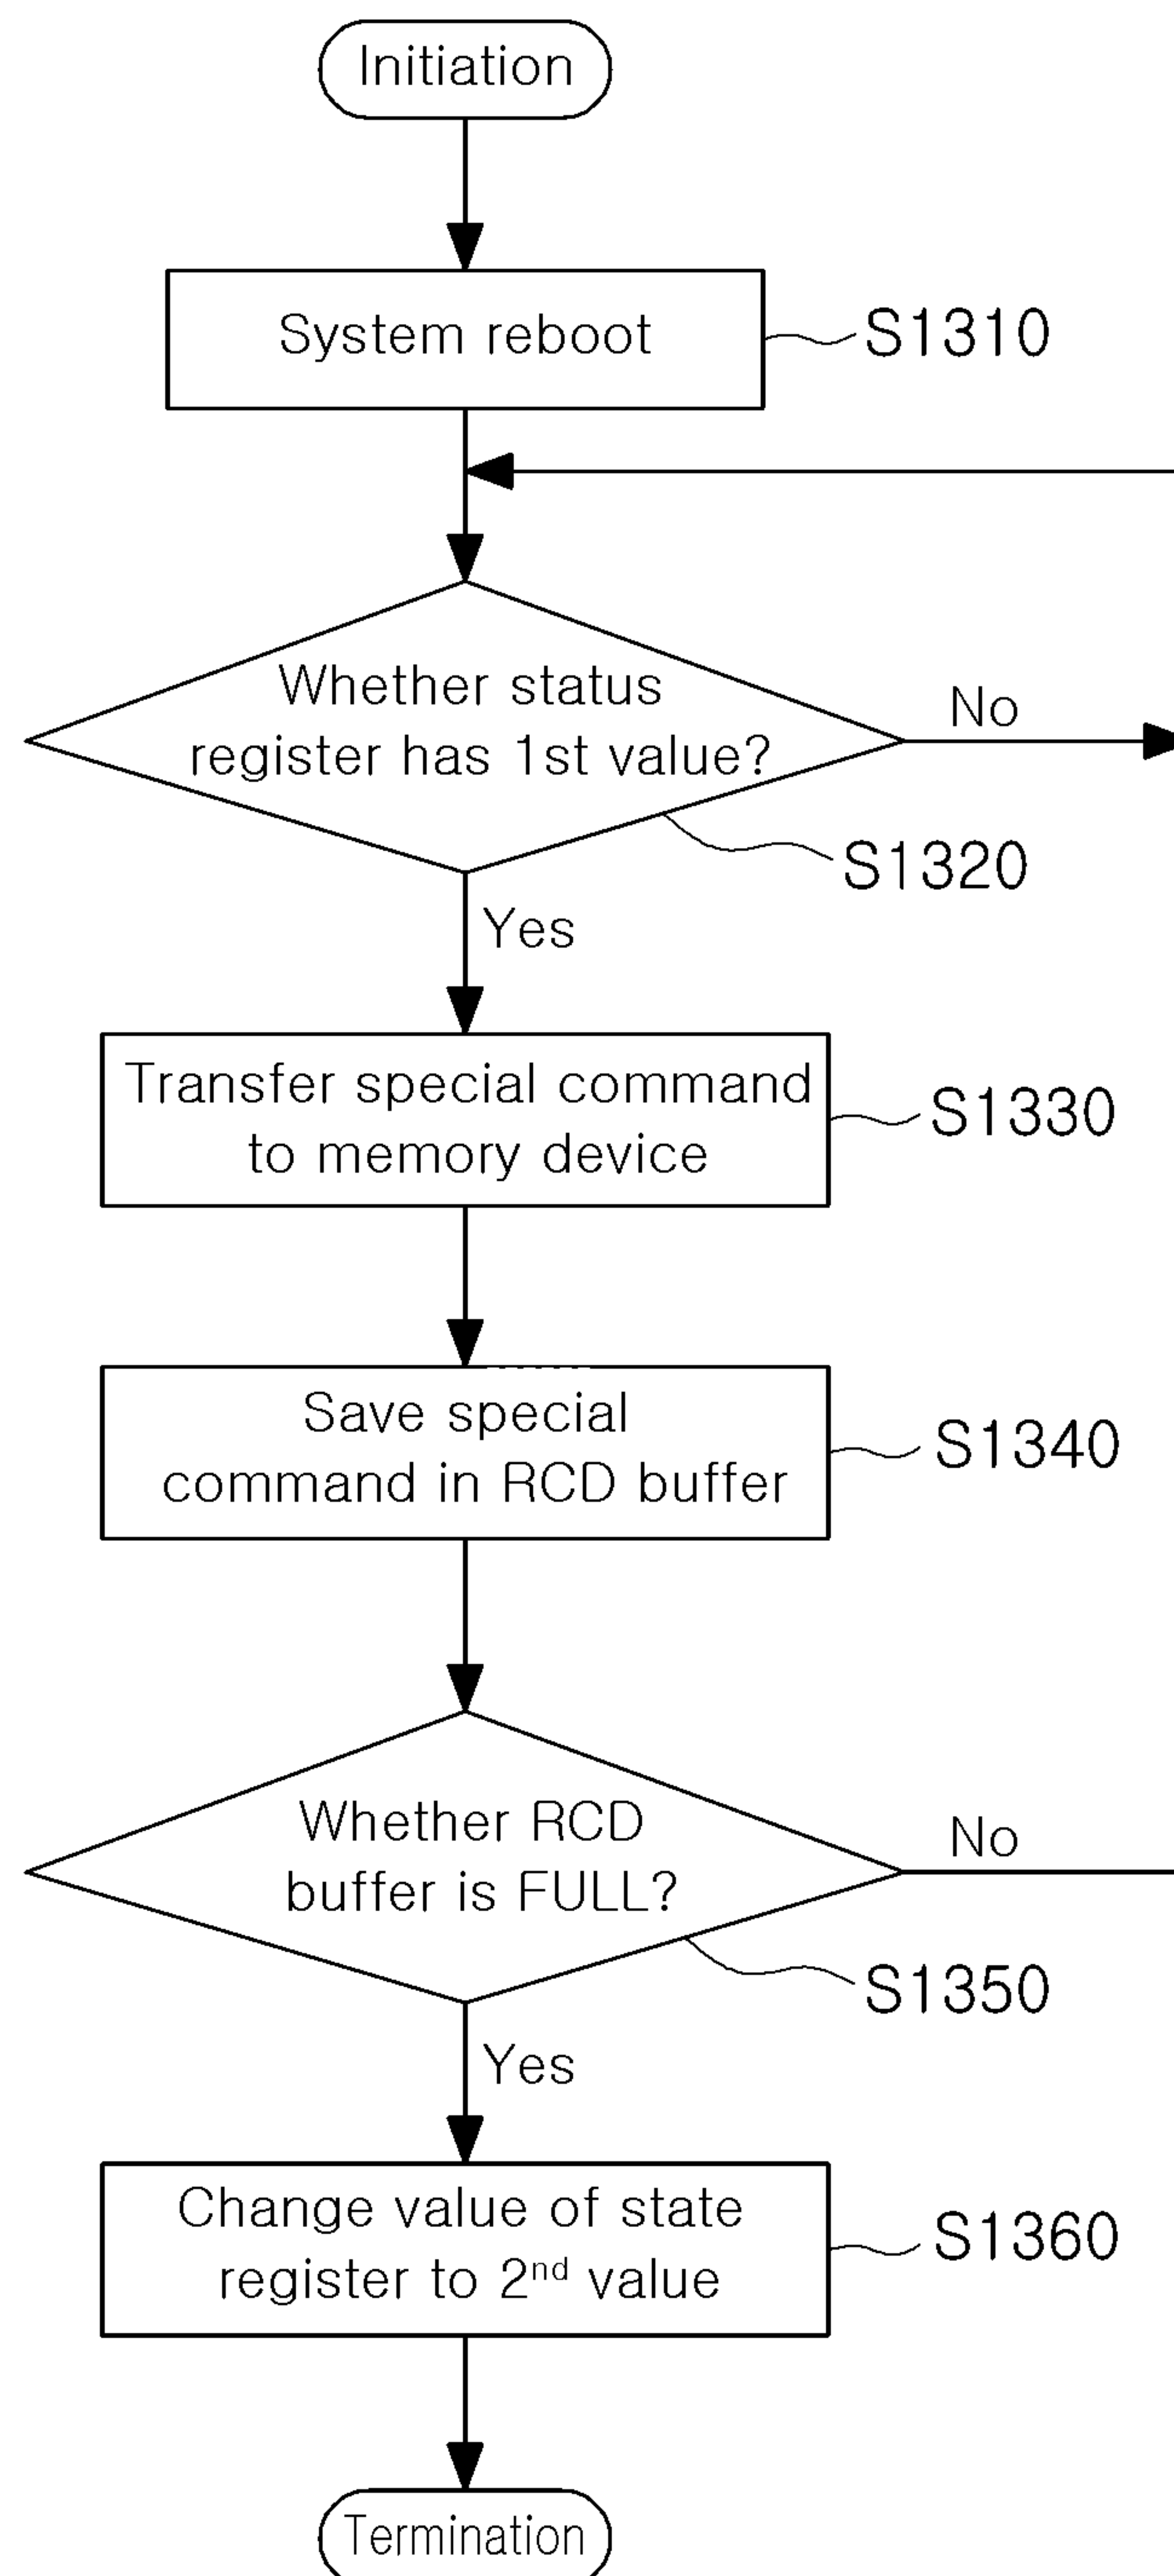 Initiation
System reboot
S1310
Whether status
register has 1st value?
No
S1320
Yes
Transfer special command
to memory device
S1330
Save special
command in RCD buffer
S1340
Whether RCD
buffer is FULL?
No
S1350
Yes
Change value of state
register to 2nd value
S1360
Termination